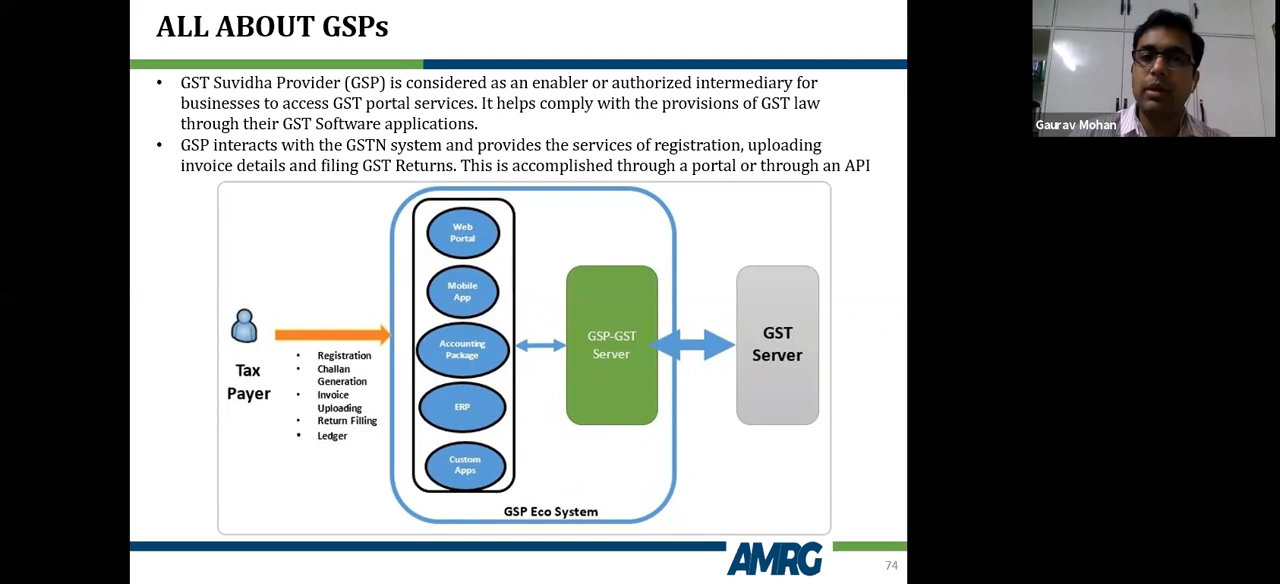 ALL ABOUT GSPs
• GST Suvidha Provider (GSP) is considered as an enabler or authorized intermediary for
businesses to access GST portal services. It helps comply with the provisions of GST law
through their GST Software applications.
• GSP interacts with the GSTN system and provides the services of registration, uploading
invoice details and filing GST Returns. This is accomplished through a portal or through an API
Tax
Payer
• Registration
• Challan
Generation
• Invoice
Uploading
• Return Filling
• Ledger
Web
Portal
Mobile
App
Accounting
Package
ERP
Custom
Apps
GSP-GST
Server
GST
Server
GSP Eco System
AMRG
74
Gaurav Mohan